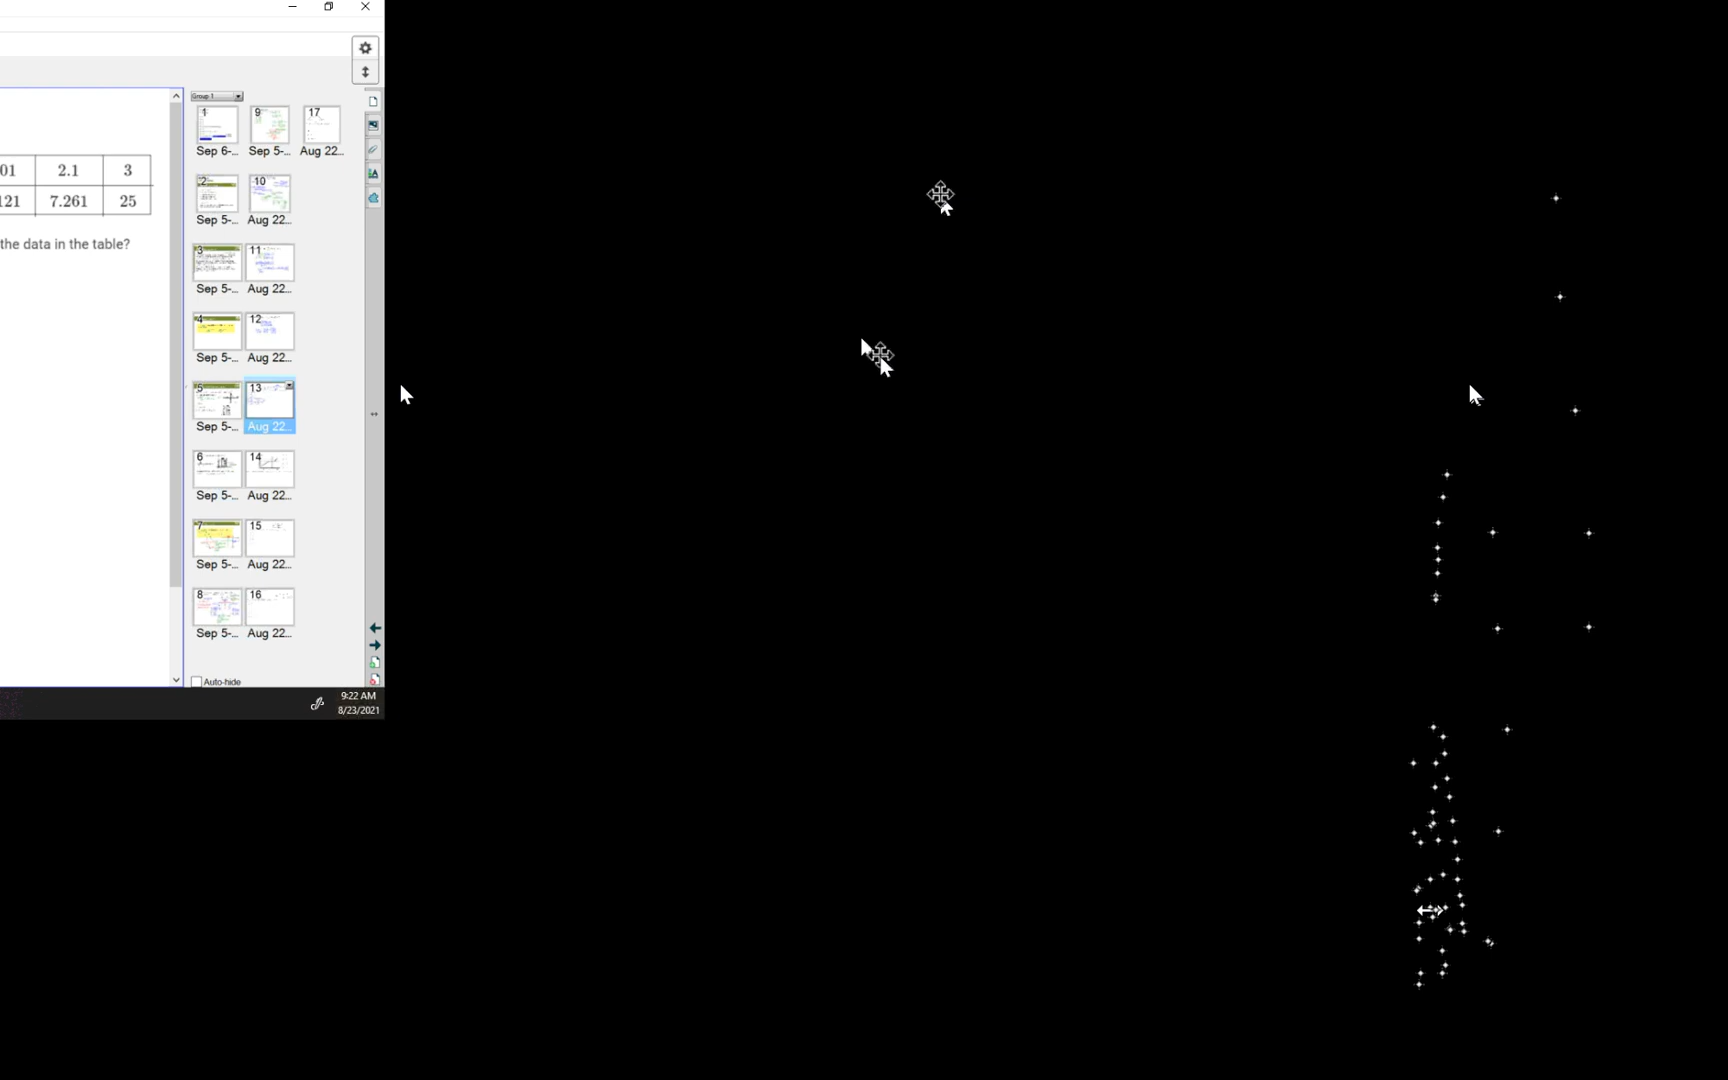 Group 1
1 9 17
Sep 6-... Sep 5-... Aug 22...
01 2.1 3
121 7.261 25
2 10
Sep 5-... Aug 22...
the data in the table?
3 11
Sep 5-... Aug 22...
4 12
Sep 5-... Aug 22...
5 13
Sep 5-... Aug 22...
6 14
Sep 5-... Aug 22...
7 15
Sep 5-... Aug 22...
8 16
Sep 5-... Aug 22...
Auto-hide
9:22 AM
8/23/2021